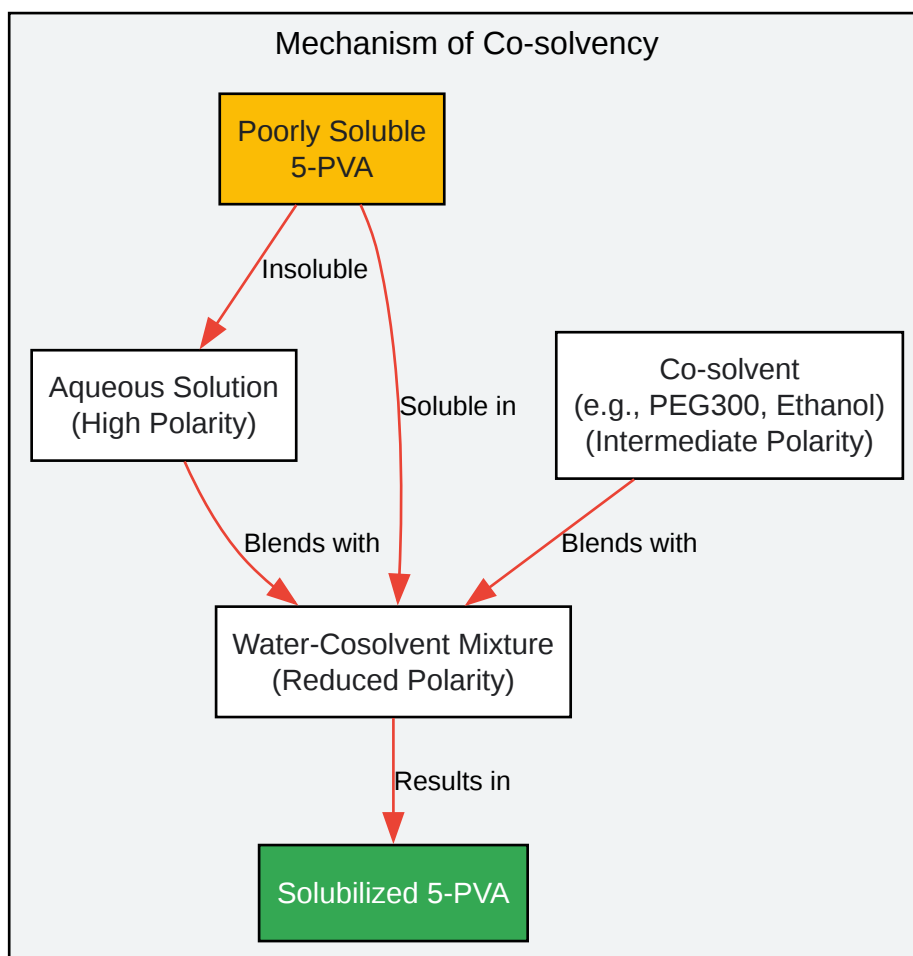 Mechanism of Co-solvency
Poorly Soluble
5-PVA
Insoluble
Aqueous Solution
(High Polarity)
Soluble in
Co-solvent
(e.g., PEG300, Ethanol)
(Intermediate Polarity)
Blends with
Blends with
Water-Cosolvent Mixture
(Reduced Polarity)
Results in
Solubilized 5-PVA